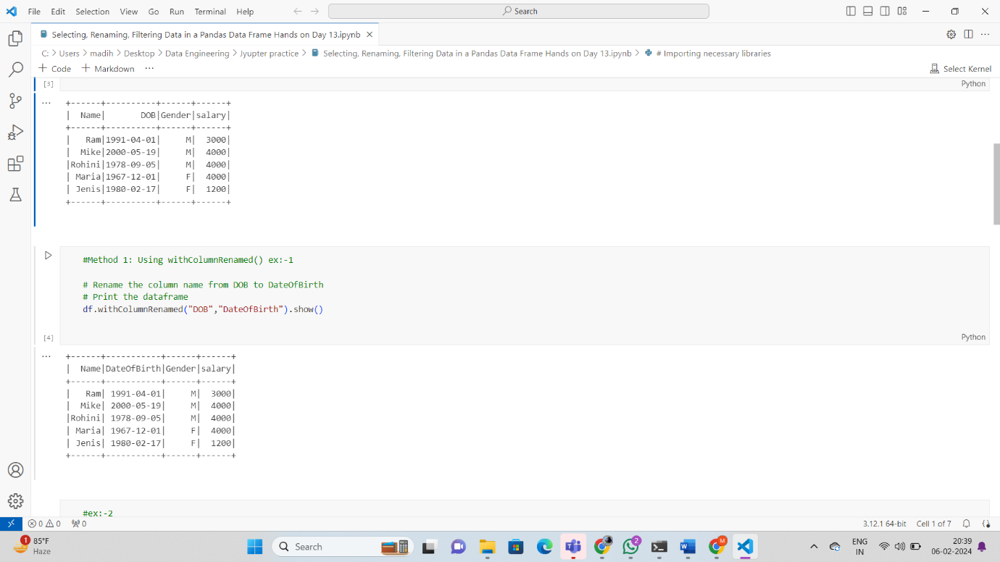 File Edit Selection View Go Run Terminal Help
Search
Selecting, Renaming, Filtering Data in a Pandas Data Frame Hands on Day 13.ipynb
C: > Users > madih > Desktop > Data Engineering > Jyupter practice > Selecting, Renaming, Filtering Data in a Pandas Data Frame Hands on Day 13.ipynb > # Importing necessary libraries
+ Code + Markdown ... Select Kernel
[3] Python
+------+----------+------+------+
|  Name|       DOB|Gender|salary|
+------+----------+------+------+
|   Ram|1991-04-01|     M|  3000|
|  Mike|2000-05-19|     M|  4000|
|Rohini|1978-09-05|     M|  4000|
| Maria|1967-12-01|     F|  4000|
| Jenis|1980-02-17|     F|  1200|
+------+----------+------+------+
#Method 1: Using withColumnRenamed() ex:-1
# Rename the column name from DOB to DateOfBirth
# Print the dataframe
df.withColumnRenamed("DOB","DateOfBirth").show()
[4] Python
+------+-----------+------+------+
|  Name|DateOfBirth|Gender|salary|
+------+-----------+------+------+
|   Ram| 1991-04-01|     M|  3000|
|  Mike| 2000-05-19|     M|  4000|
|Rohini| 1978-09-05|     M|  4000|
| Maria| 1967-12-01|     F|  4000|
| Jenis| 1980-02-17|     F|  1200|
+------+-----------+------+------+
#ex:-2
0 0 0 3.12.1 64-bit Cell 1 of 7
1 85°F
Haze
Search
2
M
ENG
IN
20:39
06-02-2024